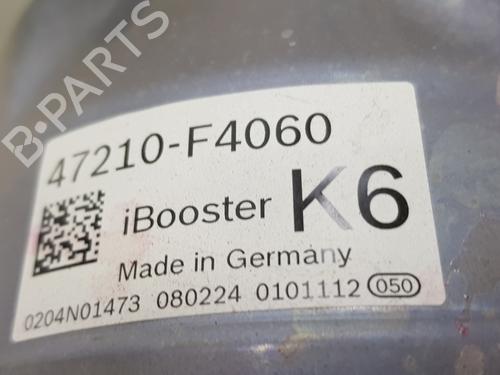 B-PARTS
47210-F4060
iBooster K6
Made in Germany
0204N01473 080224 0101112 050